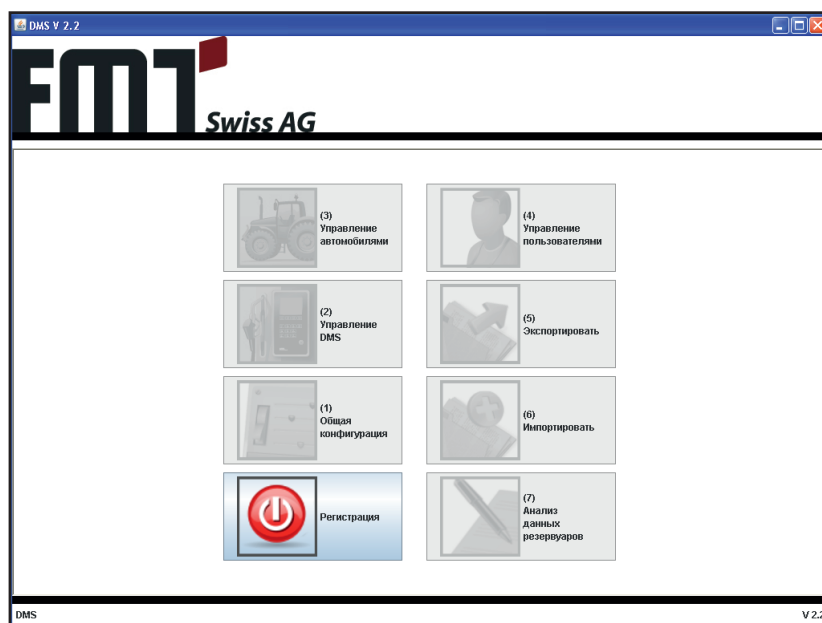 DMS V 2.2
FMT
Swiss AG
(3)
Управление
автомобилями
(4)
Управление
пользователями
(2)
Управление
DMS
(5)
Экспортировать
(1)
Общая
конфигурация
(6)
Импортировать
Регистрация
(7)
Анализ
данных
резервуаров
DMS
V 2.2